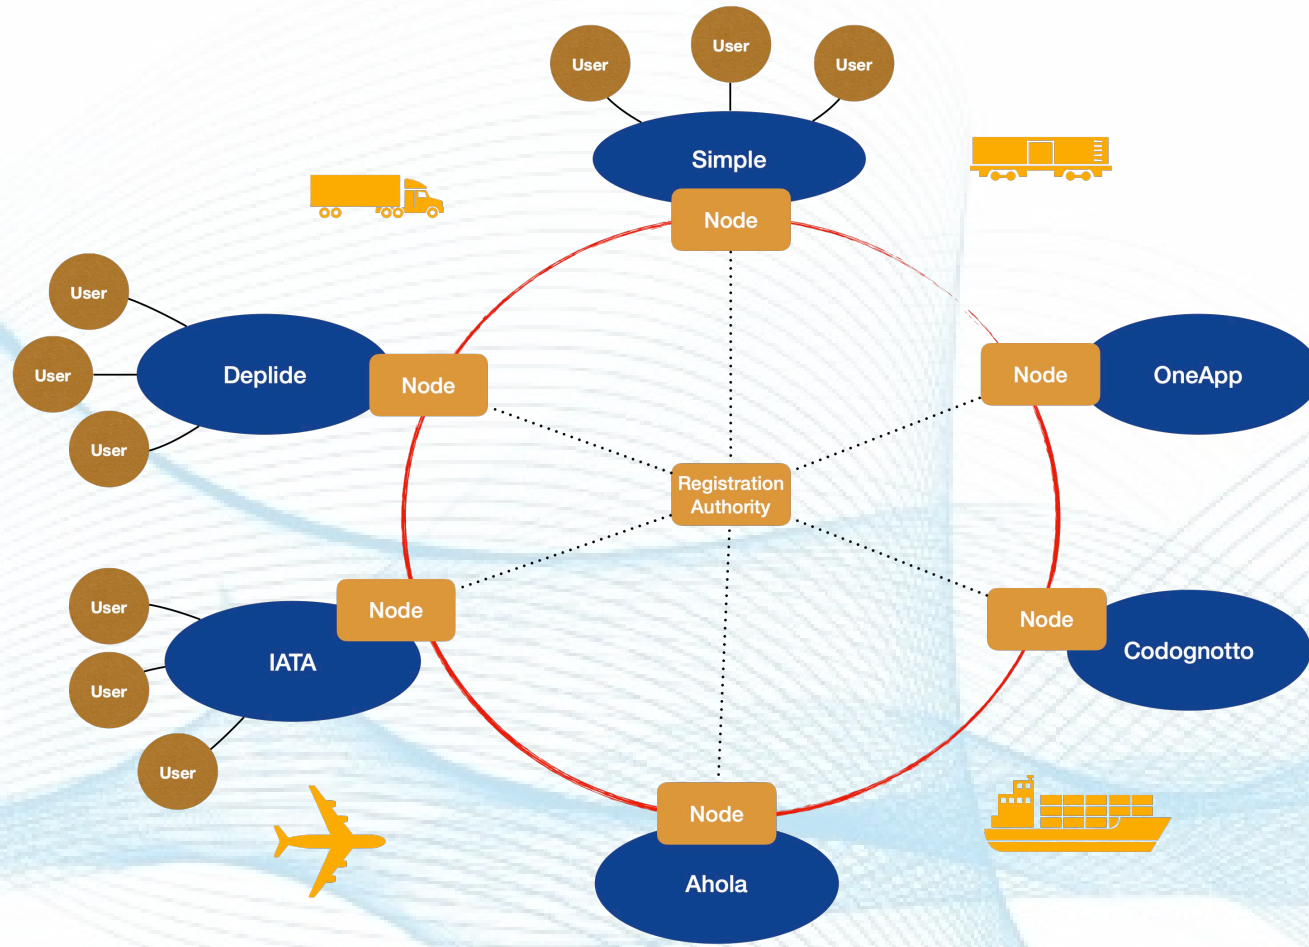 User
User
User
Simple
Node
User
User
User
Deplide
Node
Node
OneApp
Registration
Authority
User
User
User
IATA
Node
Node
Codognotto
Node
Ahola